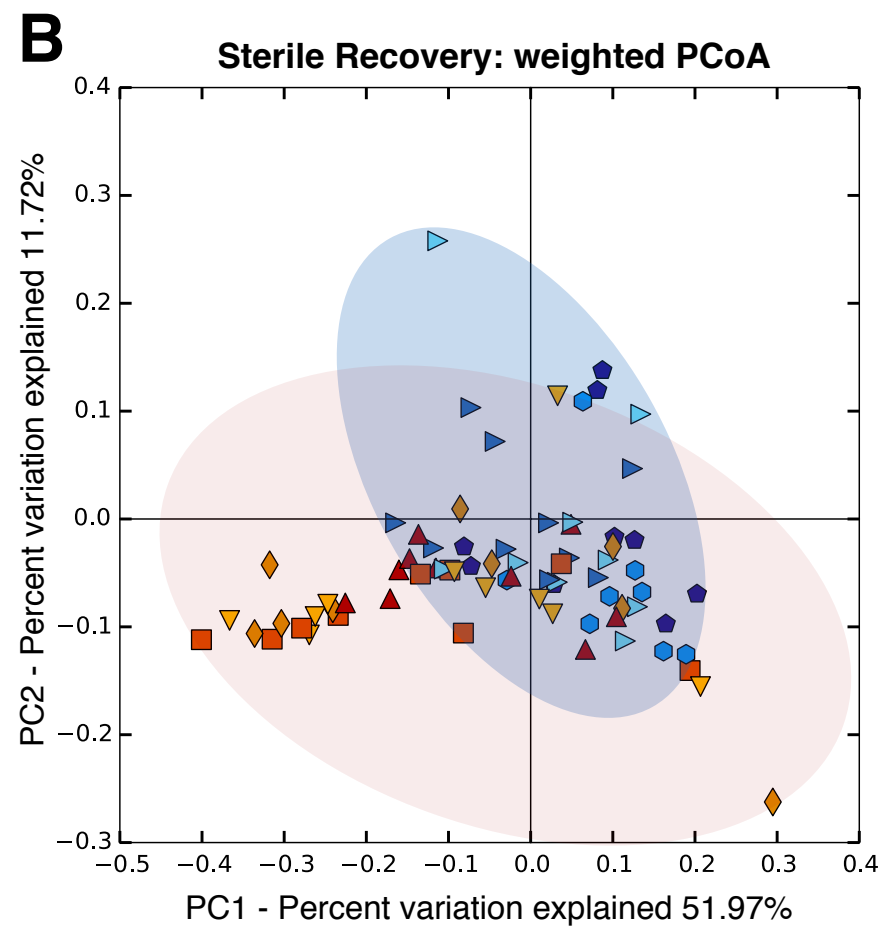 B
Sterile Recovery: weighted PCoA
PC2 - Percent variation explained 11.72%
0.4
0.3
0.2
0.1
0.0
−0.1
−0.2
−0.3
−0.5 −0.4 −0.3 −0.2 −0.1 0.0 0.1 0.2 0.3 0.4
PC1 - Percent variation explained 51.97%